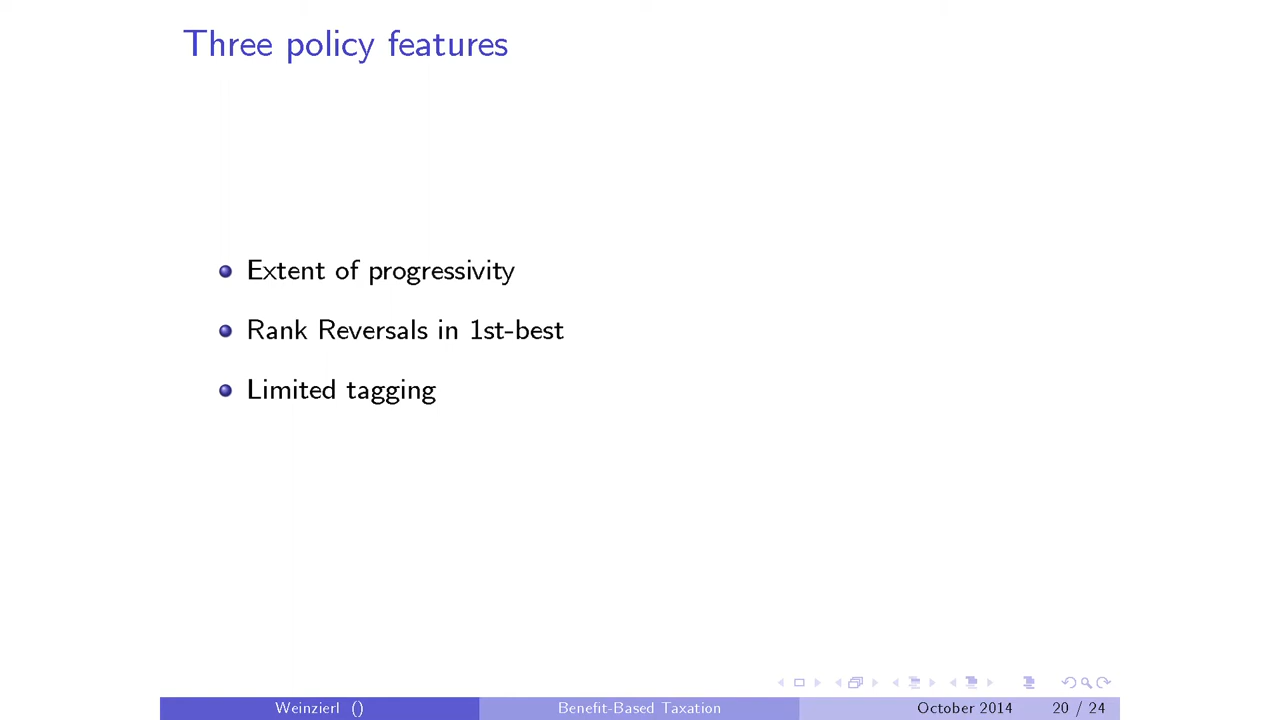 Three policy features
Extent of progressivity
Rank Reversals in 1st-best
Limited tagging
Weinzierl () Benefit-Based Taxation October 2014 20 / 24